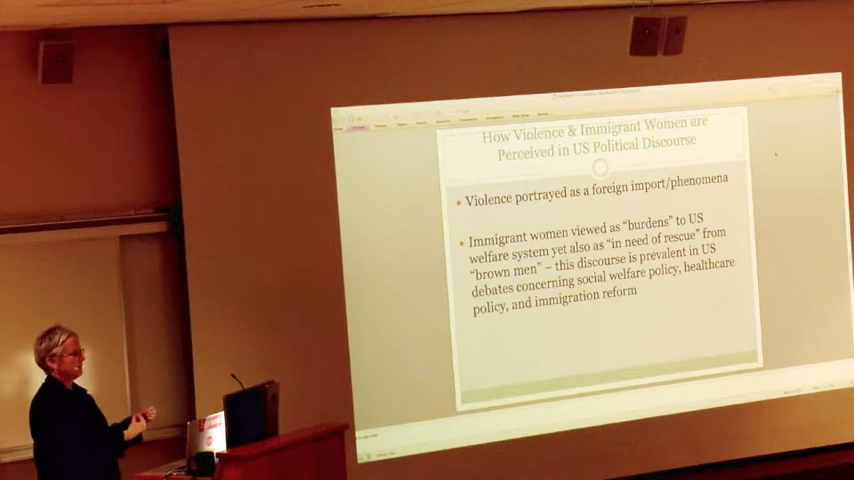 How Violence & Immigrant Women are
Perceived in US Political Discourse
Violence portrayed as a foreign import/phenomena
Immigrant women viewed as "burdens" to US
welfare system yet also as "in need of rescue" from
"brown men" – this discourse is prevalent in US
debates concerning social welfare policy, healthcare
policy, and immigration reform